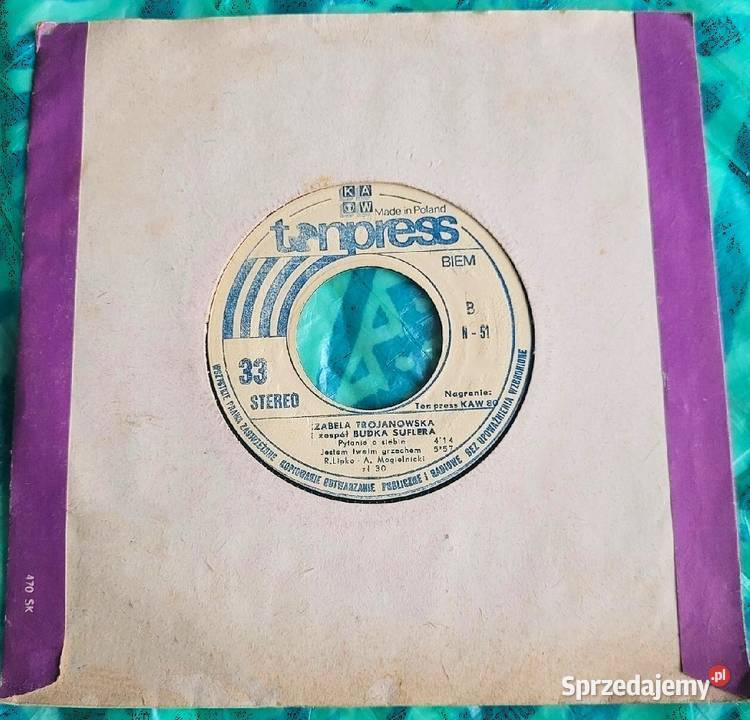 KA
W
Made in Poland
tonpress
BIEM
B
N-51
33
STEREO
Nagranie:
Tonpress KAW 80
IZABELA TROJANOWSKA
i zespół BUDKA SUFLERA
Pytanie o siebie 4'14
Jestem twoim grzechem 5'57
R.Lipko - A. Mogielnicki
zł 30
WSZYSTKIE PRAWA ZASTRZEŻONE KOPIOWANIE ODTWARZANIE PUBLICZNE I RADIOWE BEZ UPOWAŻNIENIA WZBRONIONE
470 SK
Sprzedajemy.pl